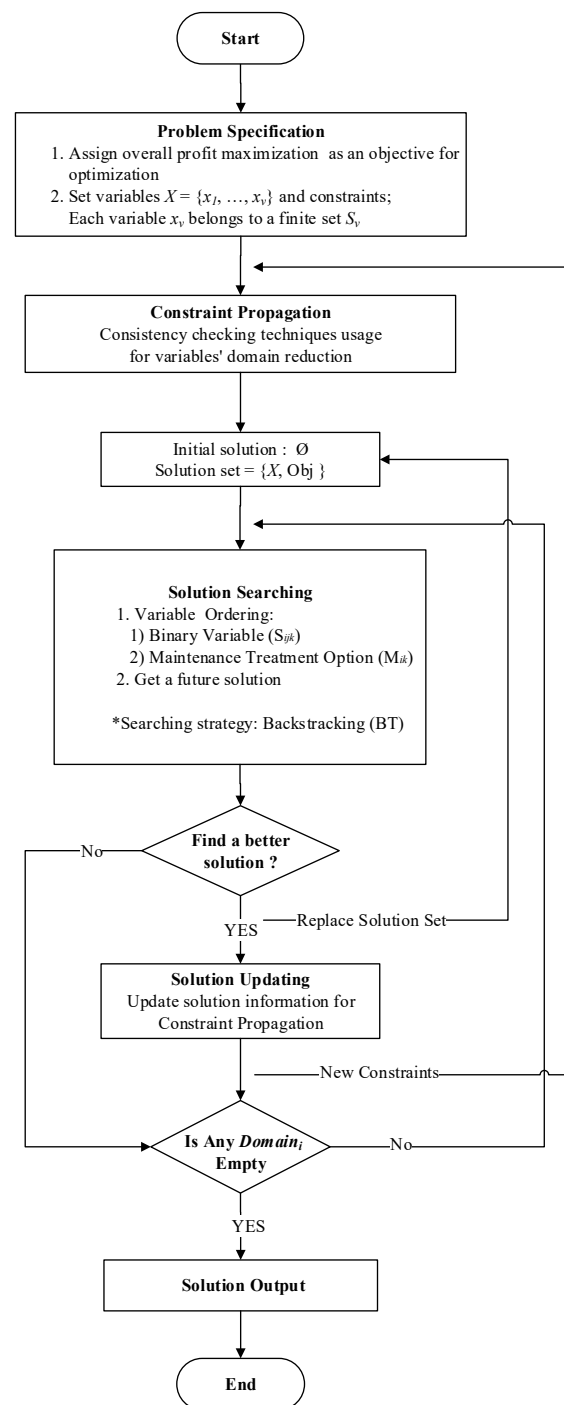 Start
Problem Specification
1. Assign overall profit maximization as an objective for
optimization
2. Set variables X = {x1, …, xv} and constraints;
Each variable xv belongs to a finite set Sv
Constraint Propagation
Consistency checking techniques usage
for variables' domain reduction
Initial solution : Ø
Solution set = {X, Obj }
Solution Searching
1. Variable Ordering:
1) Binary Variable (Sijk)
2) Maintenance Treatment Option (Mik)
2. Get a future solution
*Searching strategy: Backstracking (BT)
Find a better
solution ?
No
YES
Replace Solution Set
Solution Updating
Update solution information for
Constraint Propagation
New Constraints
Is Any Domaini
Empty
No
YES
Solution Output
End